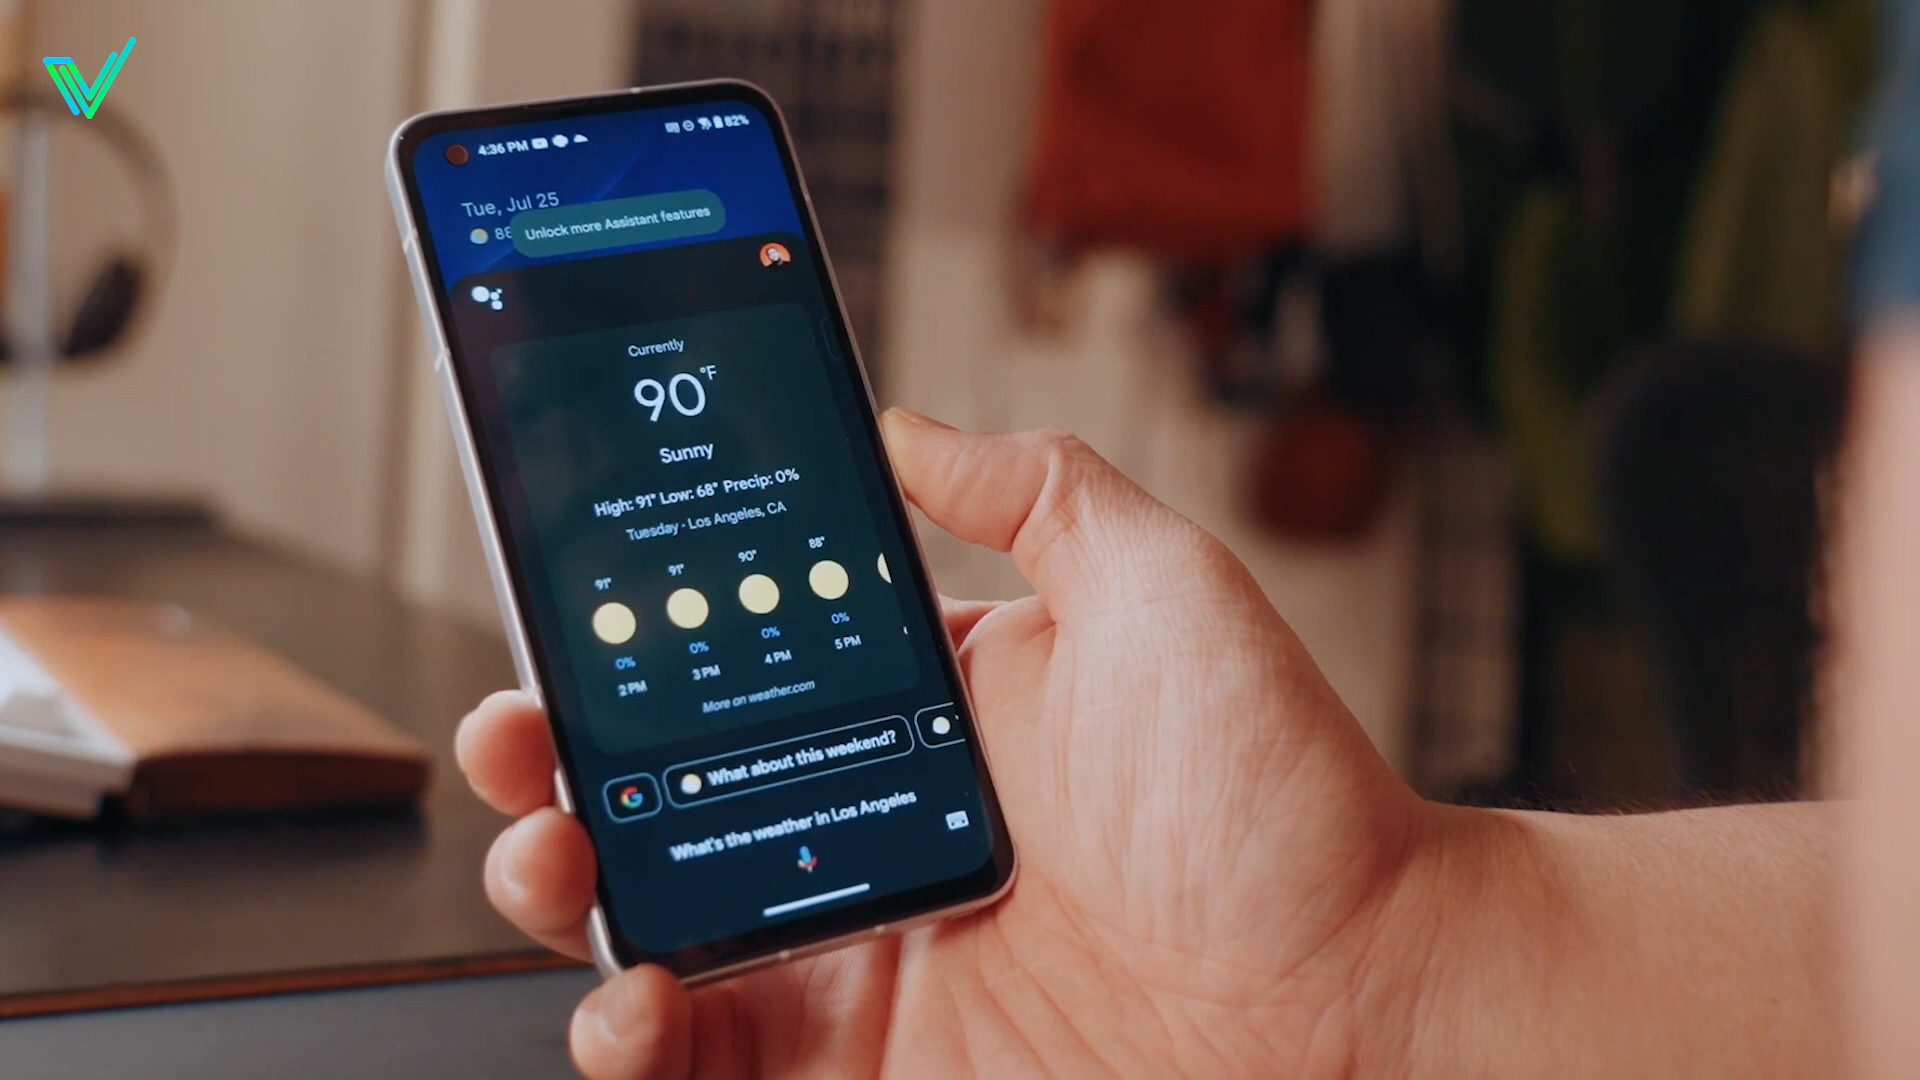 4:36 PM
82%
Tue, Jul 25
88
Unlock more Assistant features
Currently
90°F
Sunny
High: 91° Low: 68° Precip: 0%
Tuesday · Los Angeles, CA
91° 91° 90° 88°
0% 0% 0% 0%
2 PM 3 PM 4 PM 5 PM
More on weather.com
G What about this weekend?
What's the weather in Los Angeles